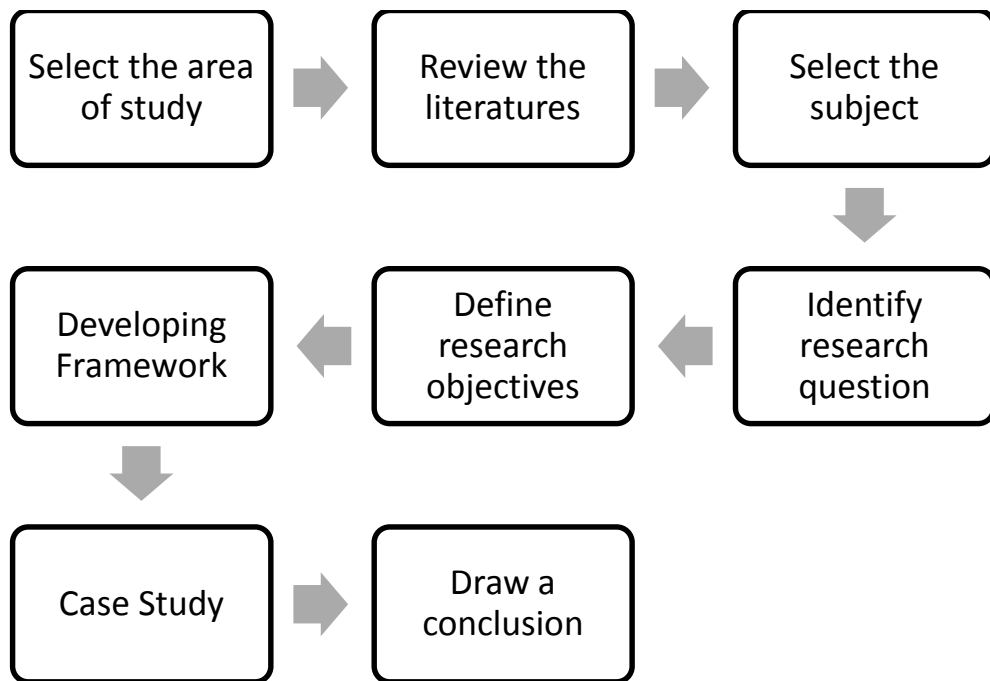 Select the area
of study
Review the
literatures
Select the
subject
Identify
research
question
Define
research
objectives
Developing
Framework
Case Study
Draw a
conclusion